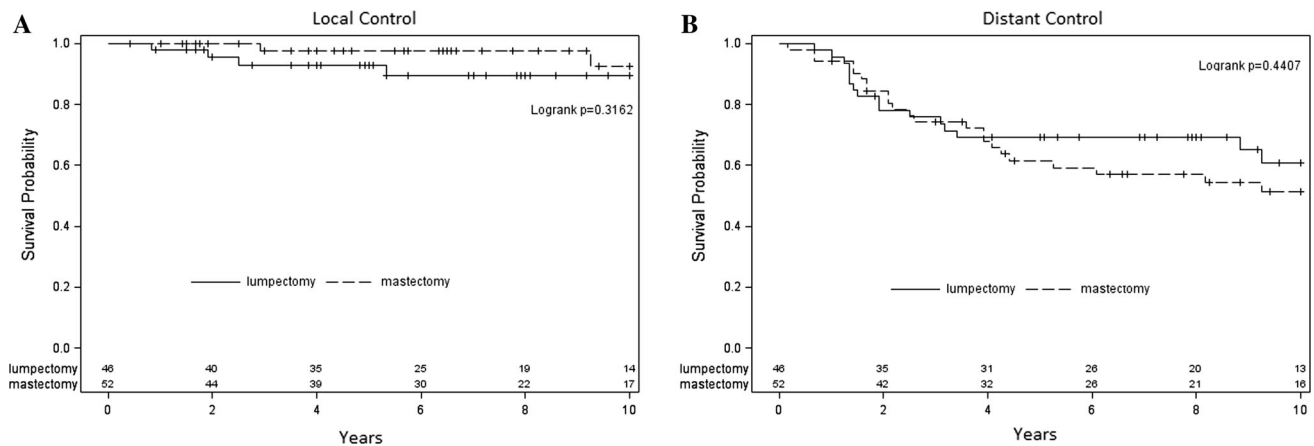 A
Local Control
1.0
0.8
0.6
0.4
0.2
0.0
Survival Probability
Logrank p=0.3162
lumpectomy mastectomy
lumpectomy 46 40 35 25 19 14
mastectomy 52 44 39 30 22 17
0 2 4 6 8 10
Years
B
Distant Control
1.0
0.8
0.6
0.4
0.2
0.0
Survival Probability
Logrank p=0.4407
lumpectomy mastectomy
lumpectomy 46 35 31 26 20 13
mastectomy 52 42 32 26 21 16
0 2 4 6 8 10
Years